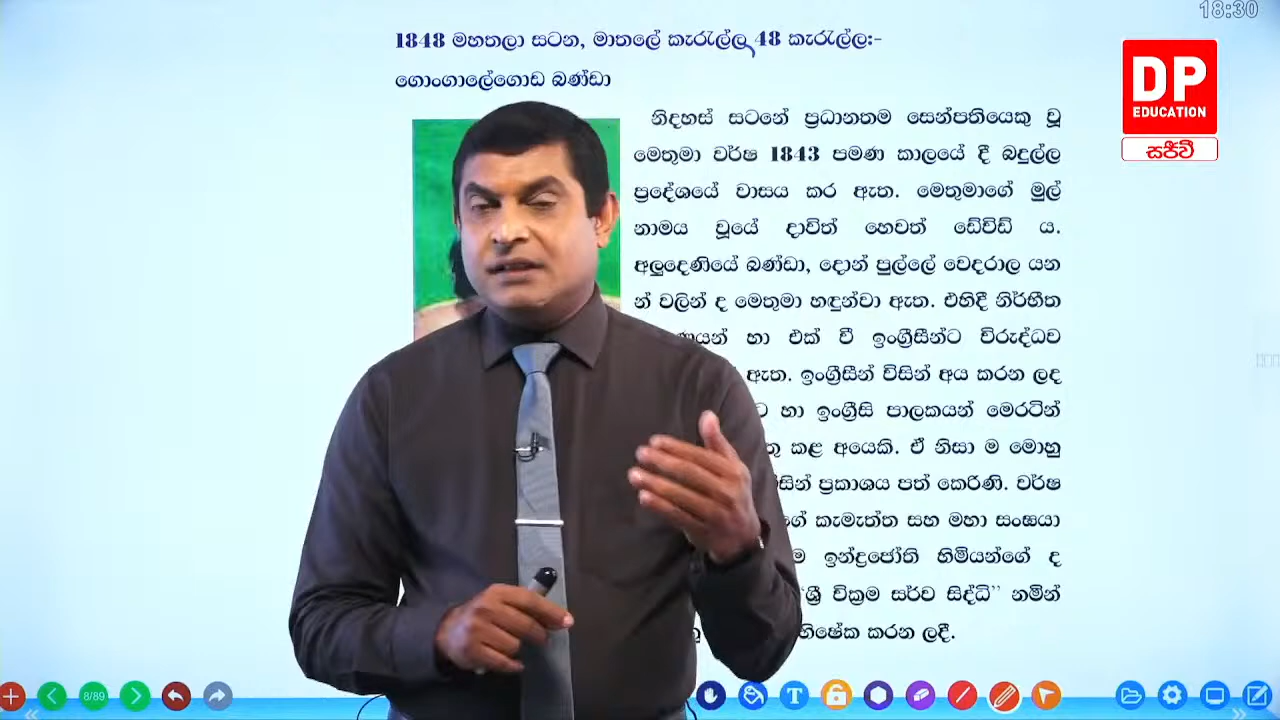 18:30
1848 මහතලා සටන, මාතලේ කැරැල්ල, 48 කැරැල්ල:-
ගොංගාලේගොඩ බණ්ඩා
DP
EDUCATION
සජීවී
නිදහස් සටනේ ප්‍රධානතම සෙන්පතියෙකු වූ
මෙතුමා වර්ෂ 1843 පමණ කාලයේ දී බදුල්ල
ප්‍රදේශයේ වාසය කර ඇත. මෙතුමාගේ මුල්
නාමය වූයේ දාවිත් හෙවත් ඩේවිඩ් ය.
අලුදෙණියේ බණ්ඩා, දොන් පුල්ලේ වෙදරාල යන
න් වලින් ද මෙතුමා හඳුන්වා ඇත. එහිදී නිර්භීත
හා එක් වී ඉංග්‍රීසීන්ට විරුද්ධව
ඇත. ඉංග්‍රීසීන් විසින් අය කරන ලද
හා ඉංග්‍රීසි පාලකයන් මෙරටින්
කළ අයෙකි. ඒ නිසා ම මොහු
ප්‍රකාශය පත් කෙරිණි. වර්ෂ
කැමැත්ත සහ මහා සංඝයා
ඉන්ද්‍රජෝති හිමියන්ගේ ද
"ශ්‍රී වික්‍රම සර්ව සිද්ධි" නමින්
කරන ලදී.
8/89